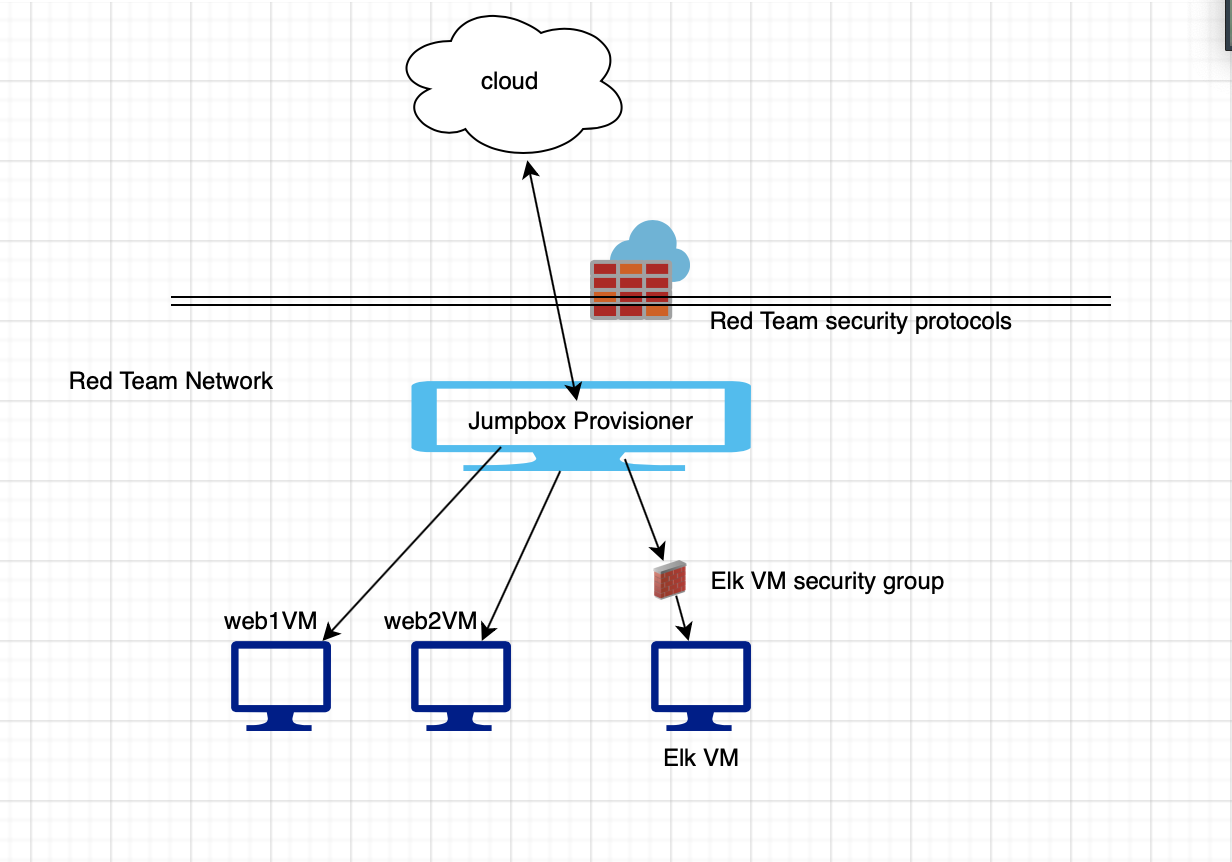 cloud
Red Team security protocols
Red Team Network
Jumpbox Provisioner
Elk VM security group
web1VM
web2VM
Elk VM